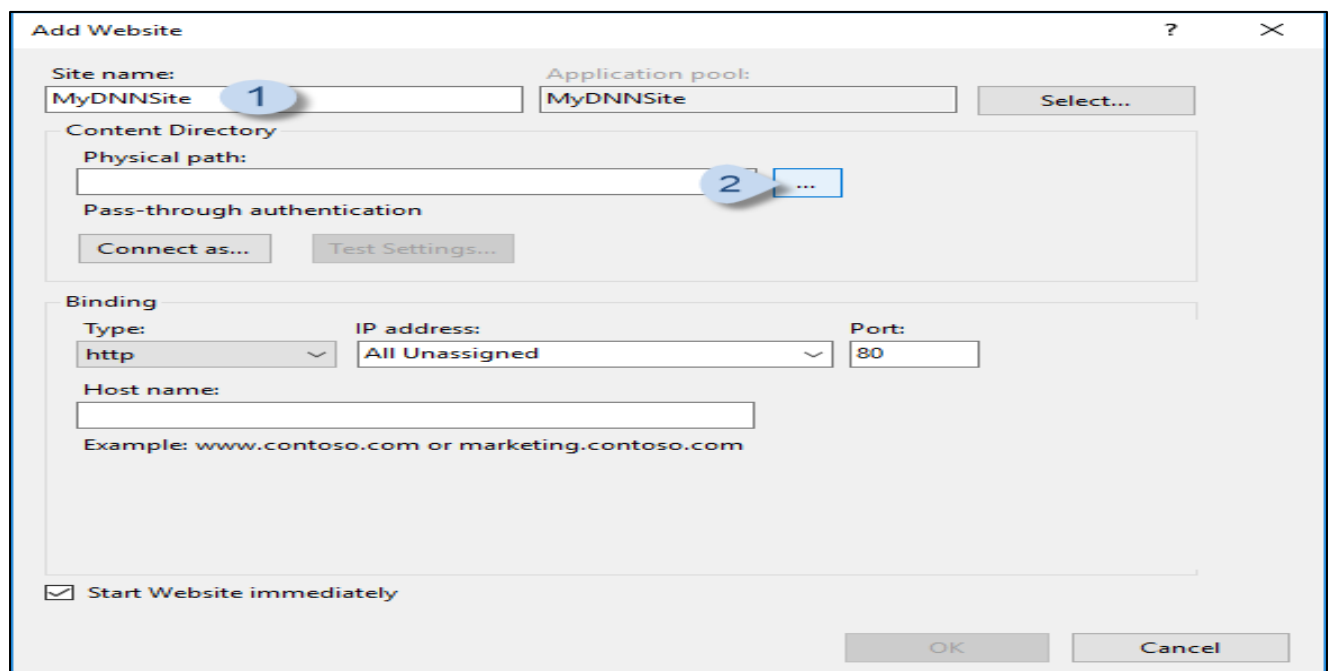 Add Website
?
Site name:
Application pool:
MyDNNSite
1
MyDNNSite
Select...
Content Directory
Physical path:
2
...
Pass-through authentication
Connect as...
Test Settings...
Binding
Type:
IP address:
Port:
http
All Unassigned
80
Host name:
Example: www.contoso.com or marketing.contoso.com
Start Website immediately
OK
Cancel